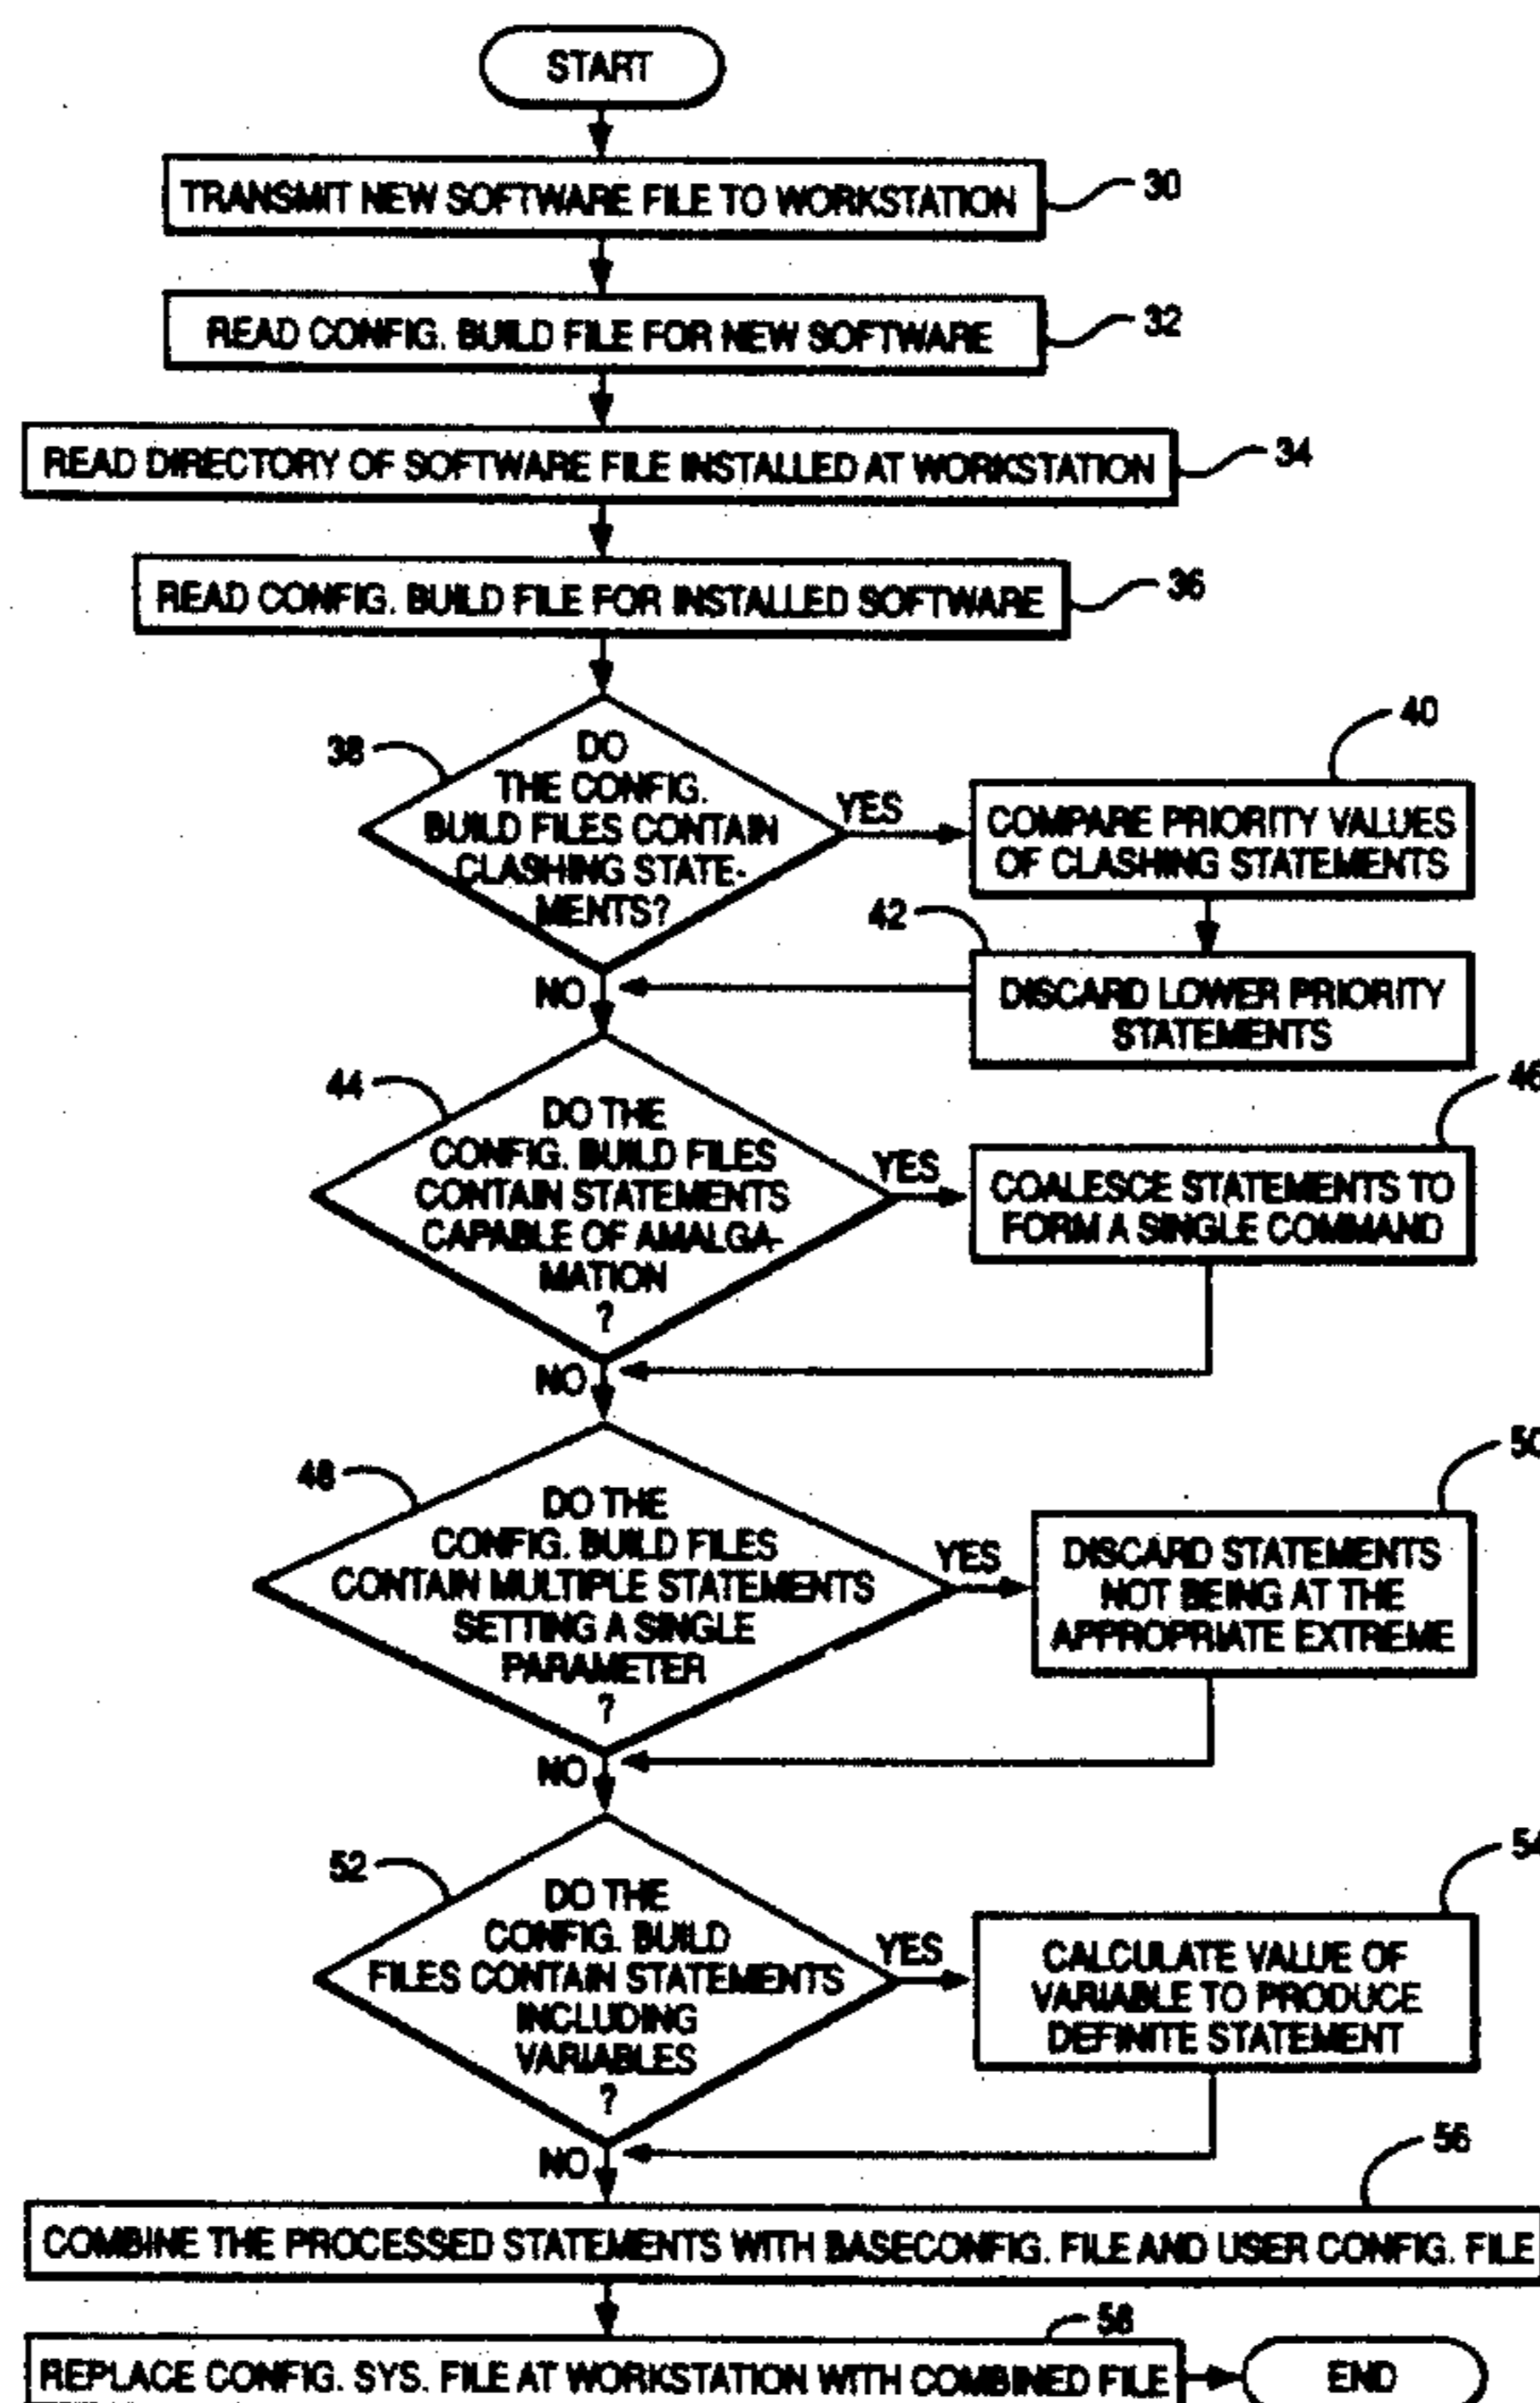 START
TRANSMIT NEW SOFTWARE FILE TO WORKSTATION
30
READ CONFIG. BUILD FILE FOR NEW SOFTWARE
32
READ DIRECTORY OF SOFTWARE FILE INSTALLED AT WORKSTATION
34
READ CONFIG. BUILD FILE FOR INSTALLED SOFTWARE
36
38
DO
THE CONFIG.
BUILD FILES CONTAIN
CLASHING STATE-
MENTS?
YES
40
COMPARE PRIORITY VALUES
OF CLASHING STATEMENTS
42
DISCARD LOWER PRIORITY
STATEMENTS
NO
44
DO THE
CONFIG. BUILD FILES
CONTAIN STATEMENTS
CAPABLE OF AMALGA-
MATION
?
YES
46
COALESCE STATEMENTS TO
FORM A SINGLE COMMAND
NO
48
DO THE
CONFIG. BUILD FILES
CONTAIN MULTIPLE STATEMENTS
SETTING A SINGLE
PARAMETER
?
YES
50
DISCARD STATEMENTS
NOT BEING AT THE
APPROPRIATE EXTREME
NO
52
DO THE
CONFIG. BUILD
FILES CONTAIN STATEMENTS
INCLUDING
VARIABLES
?
YES
54
CALCULATE VALUE OF
VARIABLE TO PRODUCE
DEFINITE STATEMENT
NO
56
COMBINE THE PROCESSED STATEMENTS WITH BASECONFIG. FILE AND USER CONFIG. FILE
58
REPLACE CONFIG. SYS. FILE AT WORKSTATION WITH COMBINED FILE
END